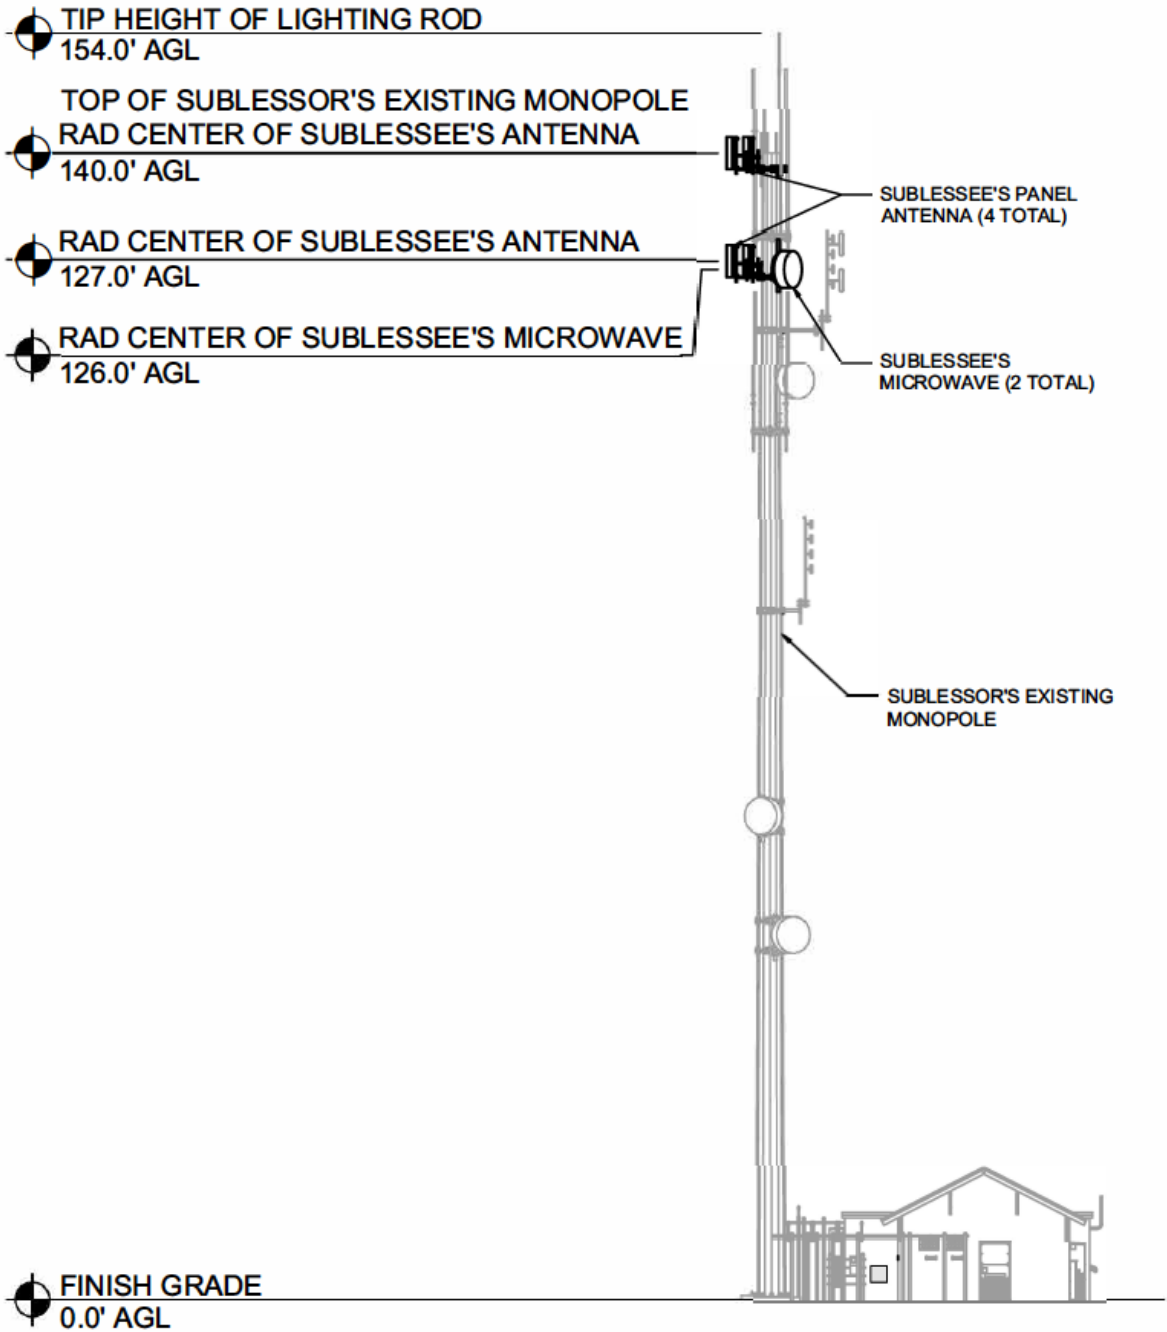 TIP HEIGHT OF LIGHTING ROD
154.0' AGL
TOP OF SUBLESSOR'S EXISTING MONOPOLE
RAD CENTER OF SUBLESSEE'S ANTENNA
140.0' AGL
SUBLESSEE'S PANEL
ANTENNA (4 TOTAL)
RAD CENTER OF SUBLESSEE'S ANTENNA
127.0' AGL
RAD CENTER OF SUBLESSEE'S MICROWAVE
126.0' AGL
SUBLESSEE'S
MICROWAVE (2 TOTAL)
SUBLESSOR'S EXISTING
MONOPOLE
FINISH GRADE
0.0' AGL